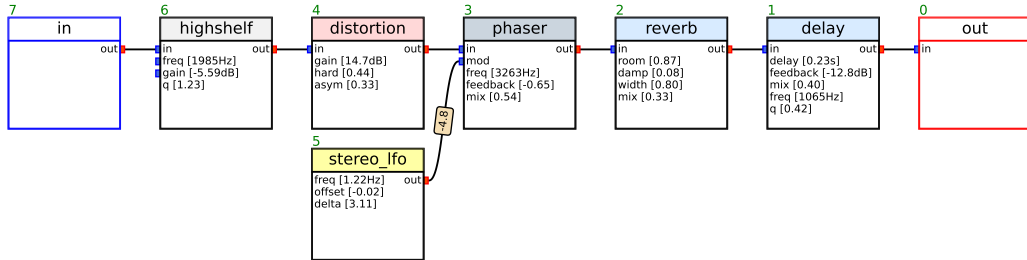 7
in
out
6
highshelf
in out
freq [1985Hz]
gain [-5.59dB]
q [1.23]
4
distortion
in out
gain [14.7dB]
hard [0.44]
asym [0.33]
3
phaser
in out
mod
freq [3263Hz]
feedback [-0.65]
mix [0.54]
2
reverb
in out
room [0.87]
damp [0.08]
width [0.80]
mix [0.33]
1
delay
in out
delay [0.23s]
feedback [-12.8dB]
mix [0.40]
freq [1065Hz]
q [0.42]
0
out
in
-4.8
5
stereo_lfo
freq [1.22Hz] out
offset [-0.02]
delta [3.11]